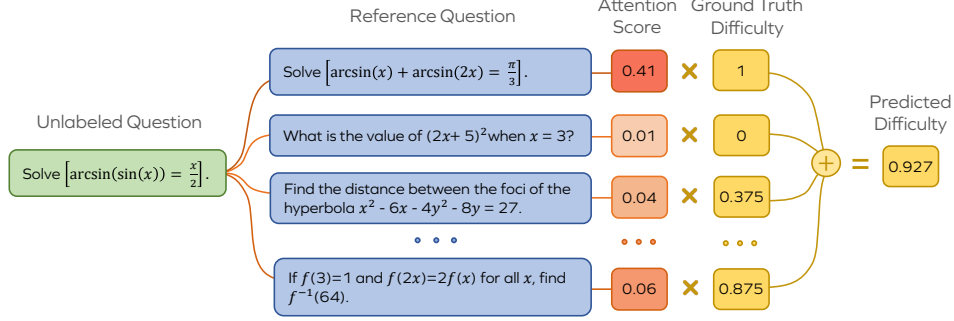 Reference Question
Attention Score
Ground Truth Difficulty
Solve [arcsin(x) + arcsin(2x) = π/3].
0.41
×
1
Unlabeled Question
Predicted Difficulty
What is the value of (2x+ 5)² when x = 3?
0.01
×
0
Solve [arcsin(sin(x)) = x/2].
+
=
0.927
Find the distance between the foci of the
hyperbola x² - 6x - 4y² - 8y = 27.
0.04
×
0.375
If f(3)=1 and f(2x)=2f(x) for all x, find
f⁻¹(64).
0.06
×
0.875